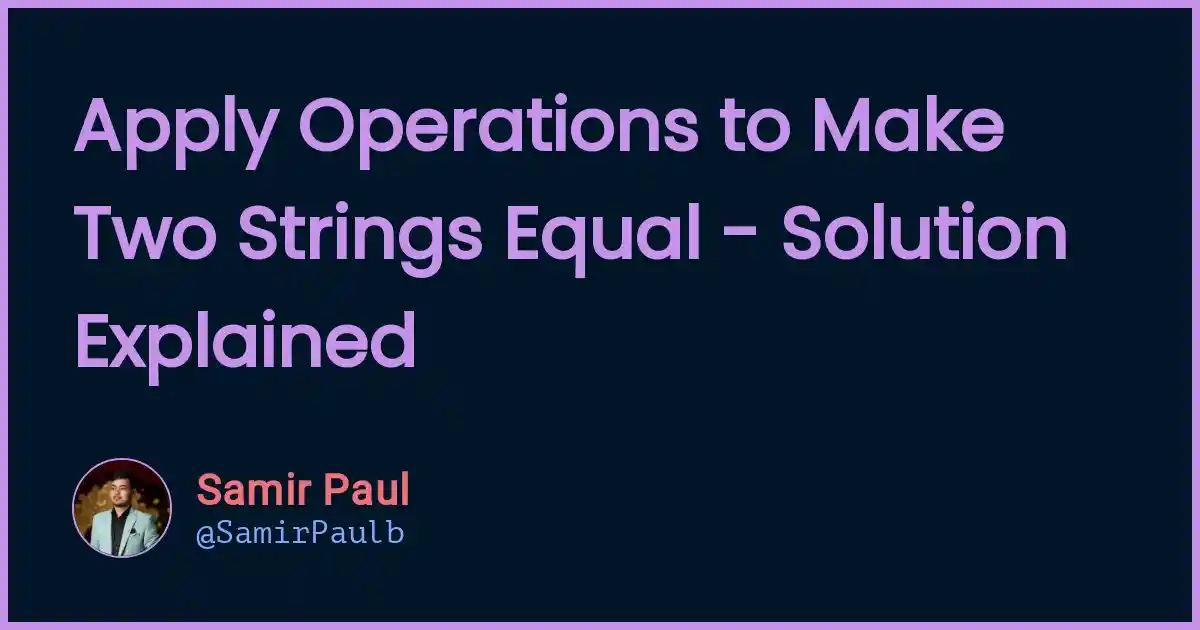 Apply Operations to Make
Two Strings Equal - Solution
Explained
Samir Paul
@SamirPaulb